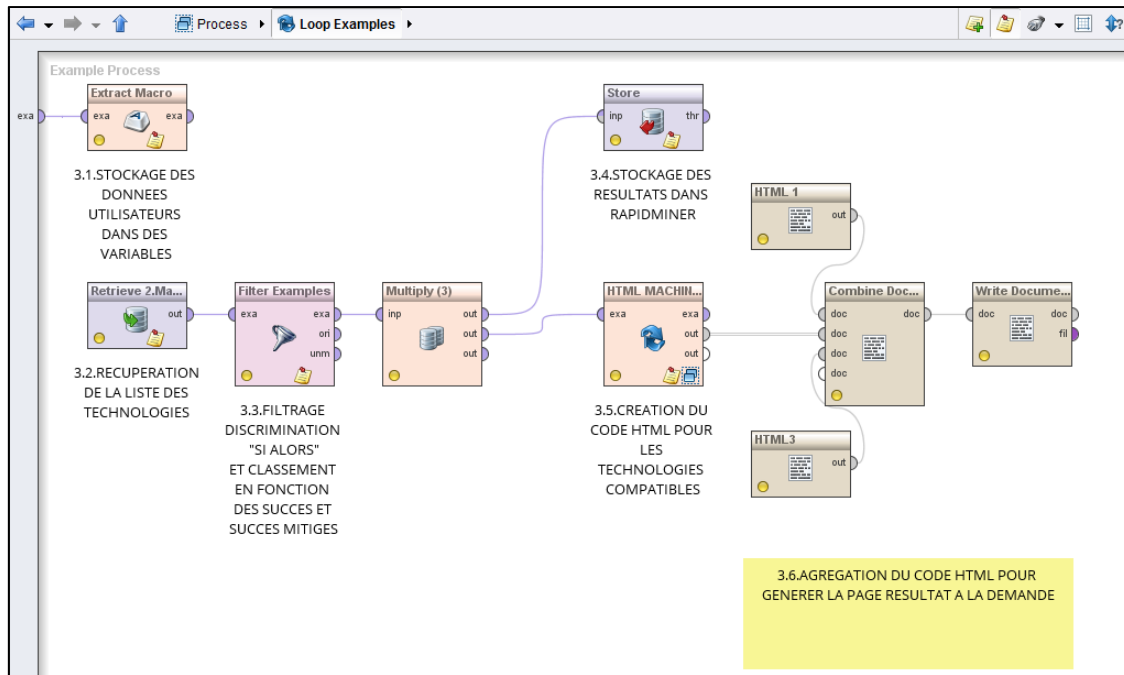 Process
Loop Examples
Example Process
exa
Extract Macro
exa
exa
3.1.STOCKAGE DES
DONNEES
UTILISATEURS
DANS DES
VARIABLES
Store
inp
thr
3.4.STOCKAGE DES
RESULTATS DANS
RAPIDMINER
HTML 1
out
Retrieve 2.Ma...
out
3.2.RECUPERATION
DE LA LISTE DES
TECHNOLOGIES
Filter Examples
exa
exa
ori
unm
3.3.FILTRAGE
DISCRIMINATION
"SI ALORS"
ET CLASSEMENT
EN FONCTION
DES SUCCES ET
SUCCES MITIGES
Multiply (3)
inp
out
out
out
HTML MACHIN...
exa
exa
out
out
3.5.CREATION DU
CODE HTML POUR
LES
TECHNOLOGIES
COMPATIBLES
Combine Doc...
doc
doc
doc
doc
doc
Write Docume...
doc
doc
fil
HTML3
out
3.6.AGREGATION DU CODE HTML POUR
GENERER LA PAGE RESULTAT A LA DEMANDE